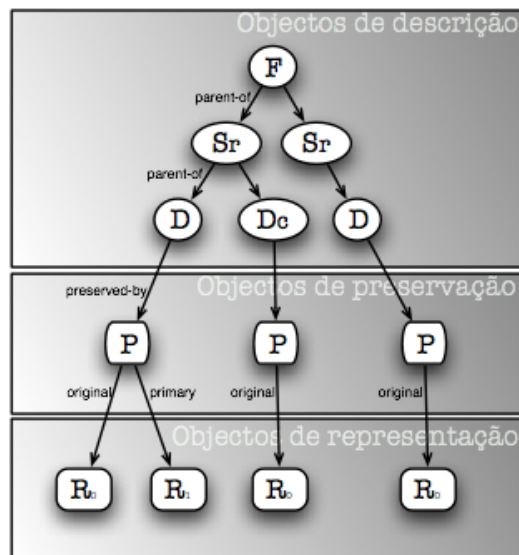 Objectos de descrição
F
parent-of
Sr
Sr
parent-of
D
Dc
D
preserved-by
Objectos de preservação
P
P
P
original
primary
original
original
Objectos de representação
R0
R1
R0
R0